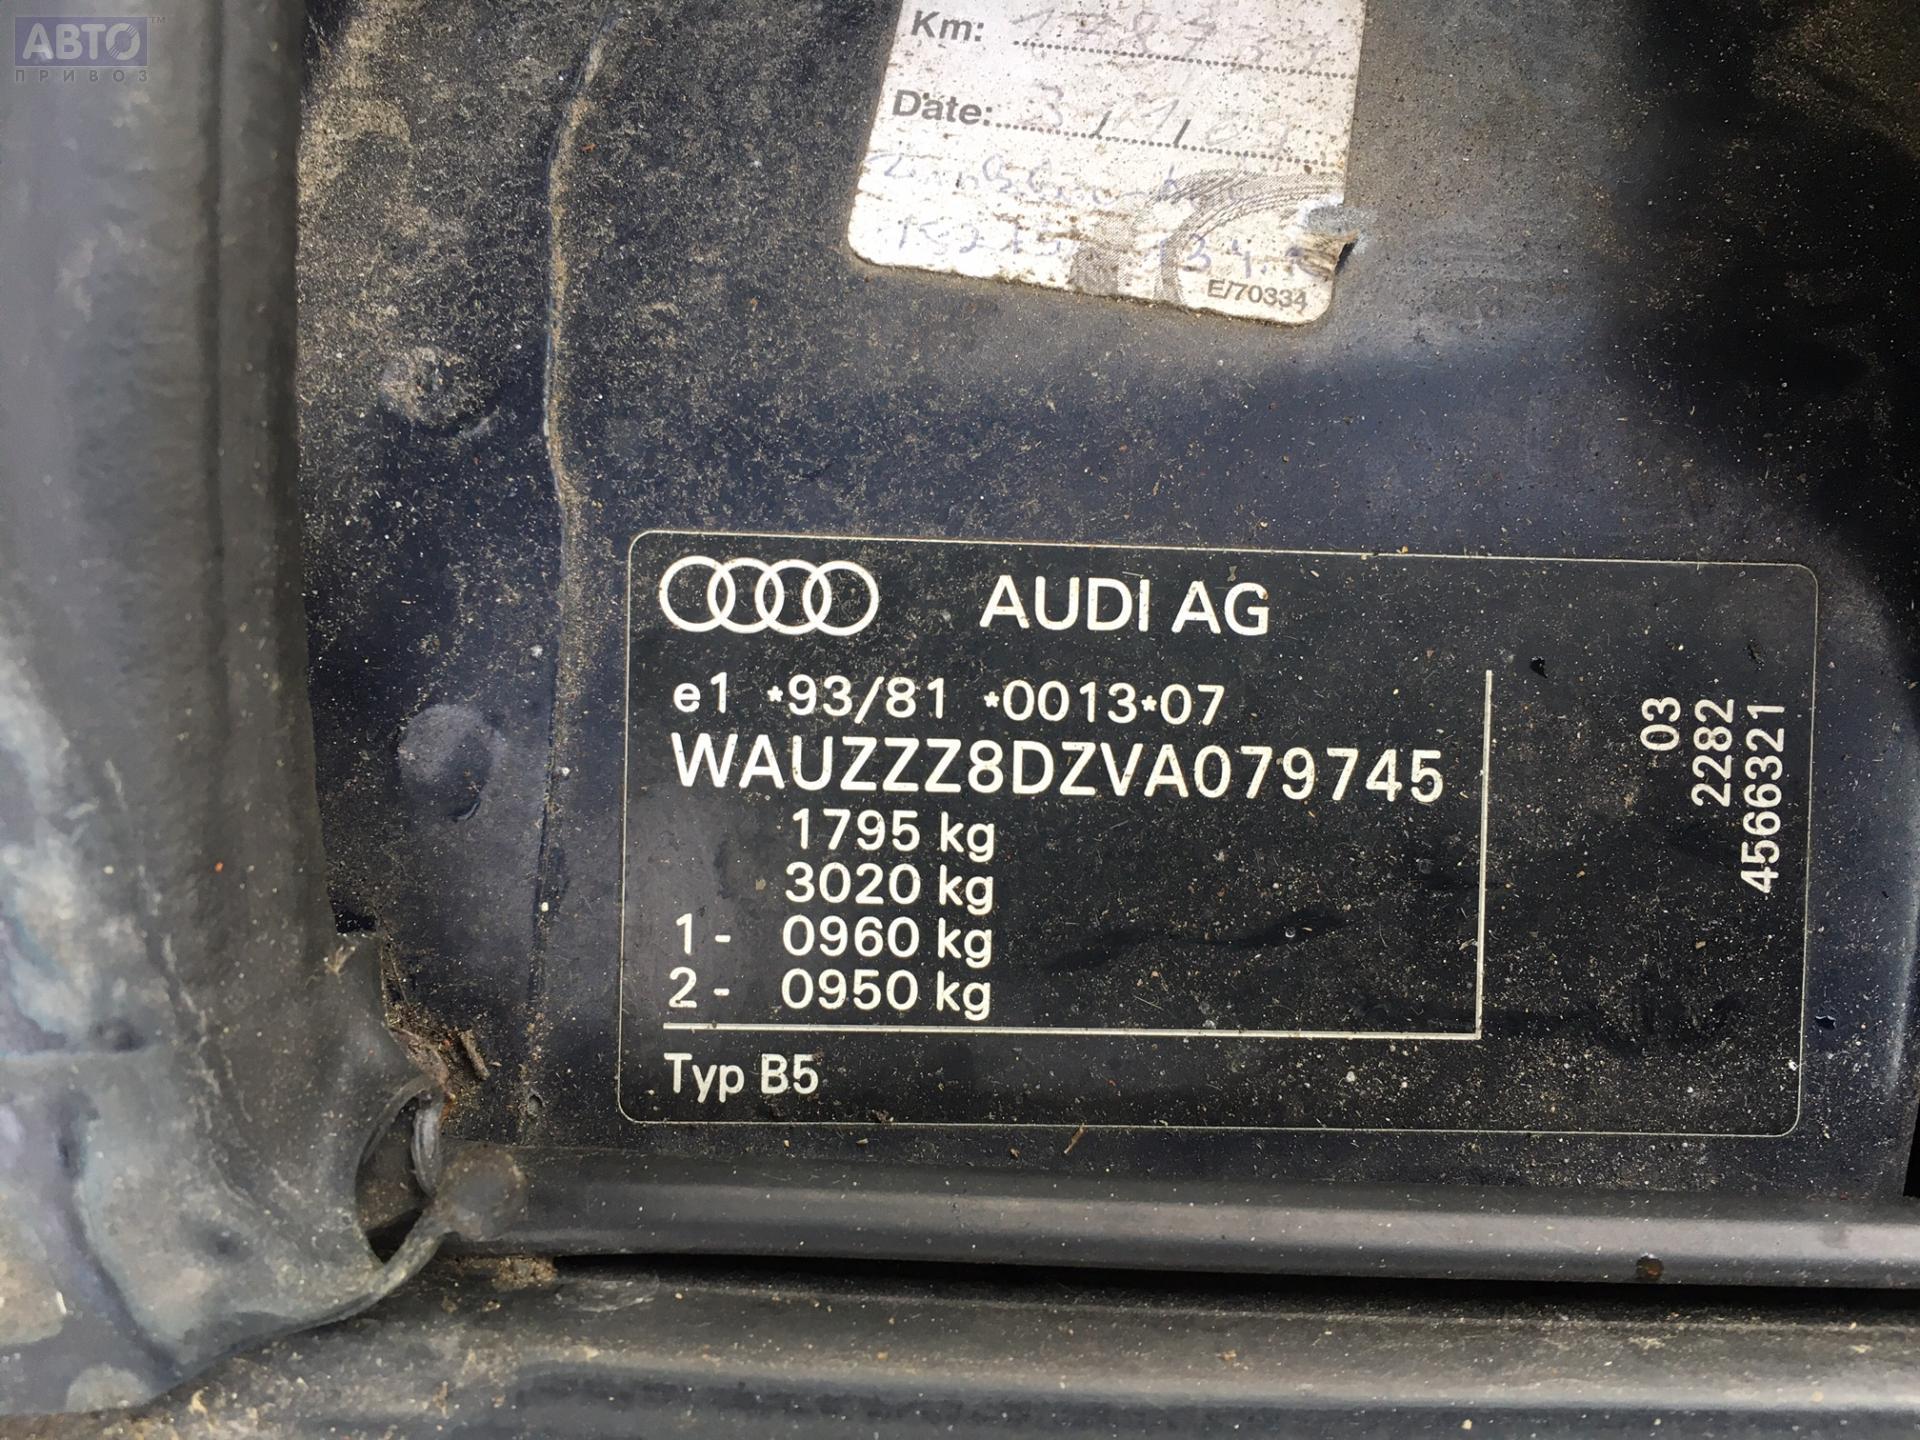 АВТО™
ПРИВОЗ
Km:
Date:
E/70334
AUDI AG
e1 *93/81 *0013*07
WAUZZZ8DZVA079745
1795 kg
3020 kg
1- 0960 kg
2- 0950 kg
Typ B5
03
2282
4566321